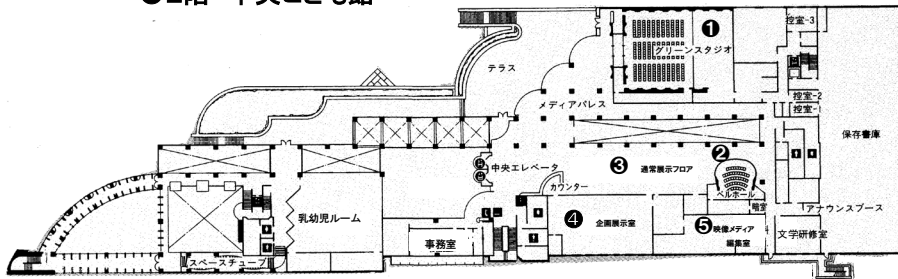 ●2階 中央こども館
❶
控室-3
グリーンスタジオ
テラス
控室-2
メディアパレス
控室-1
保存書庫
❷
中央エレベータ
❸
通常展示フロア
カウンター
ベルホール
乳幼児ルーム
暗室
アナウンスブース
❹
企画展示室
❺
映像メディア
編集室
文学研修室
事務室
スペースチューブ